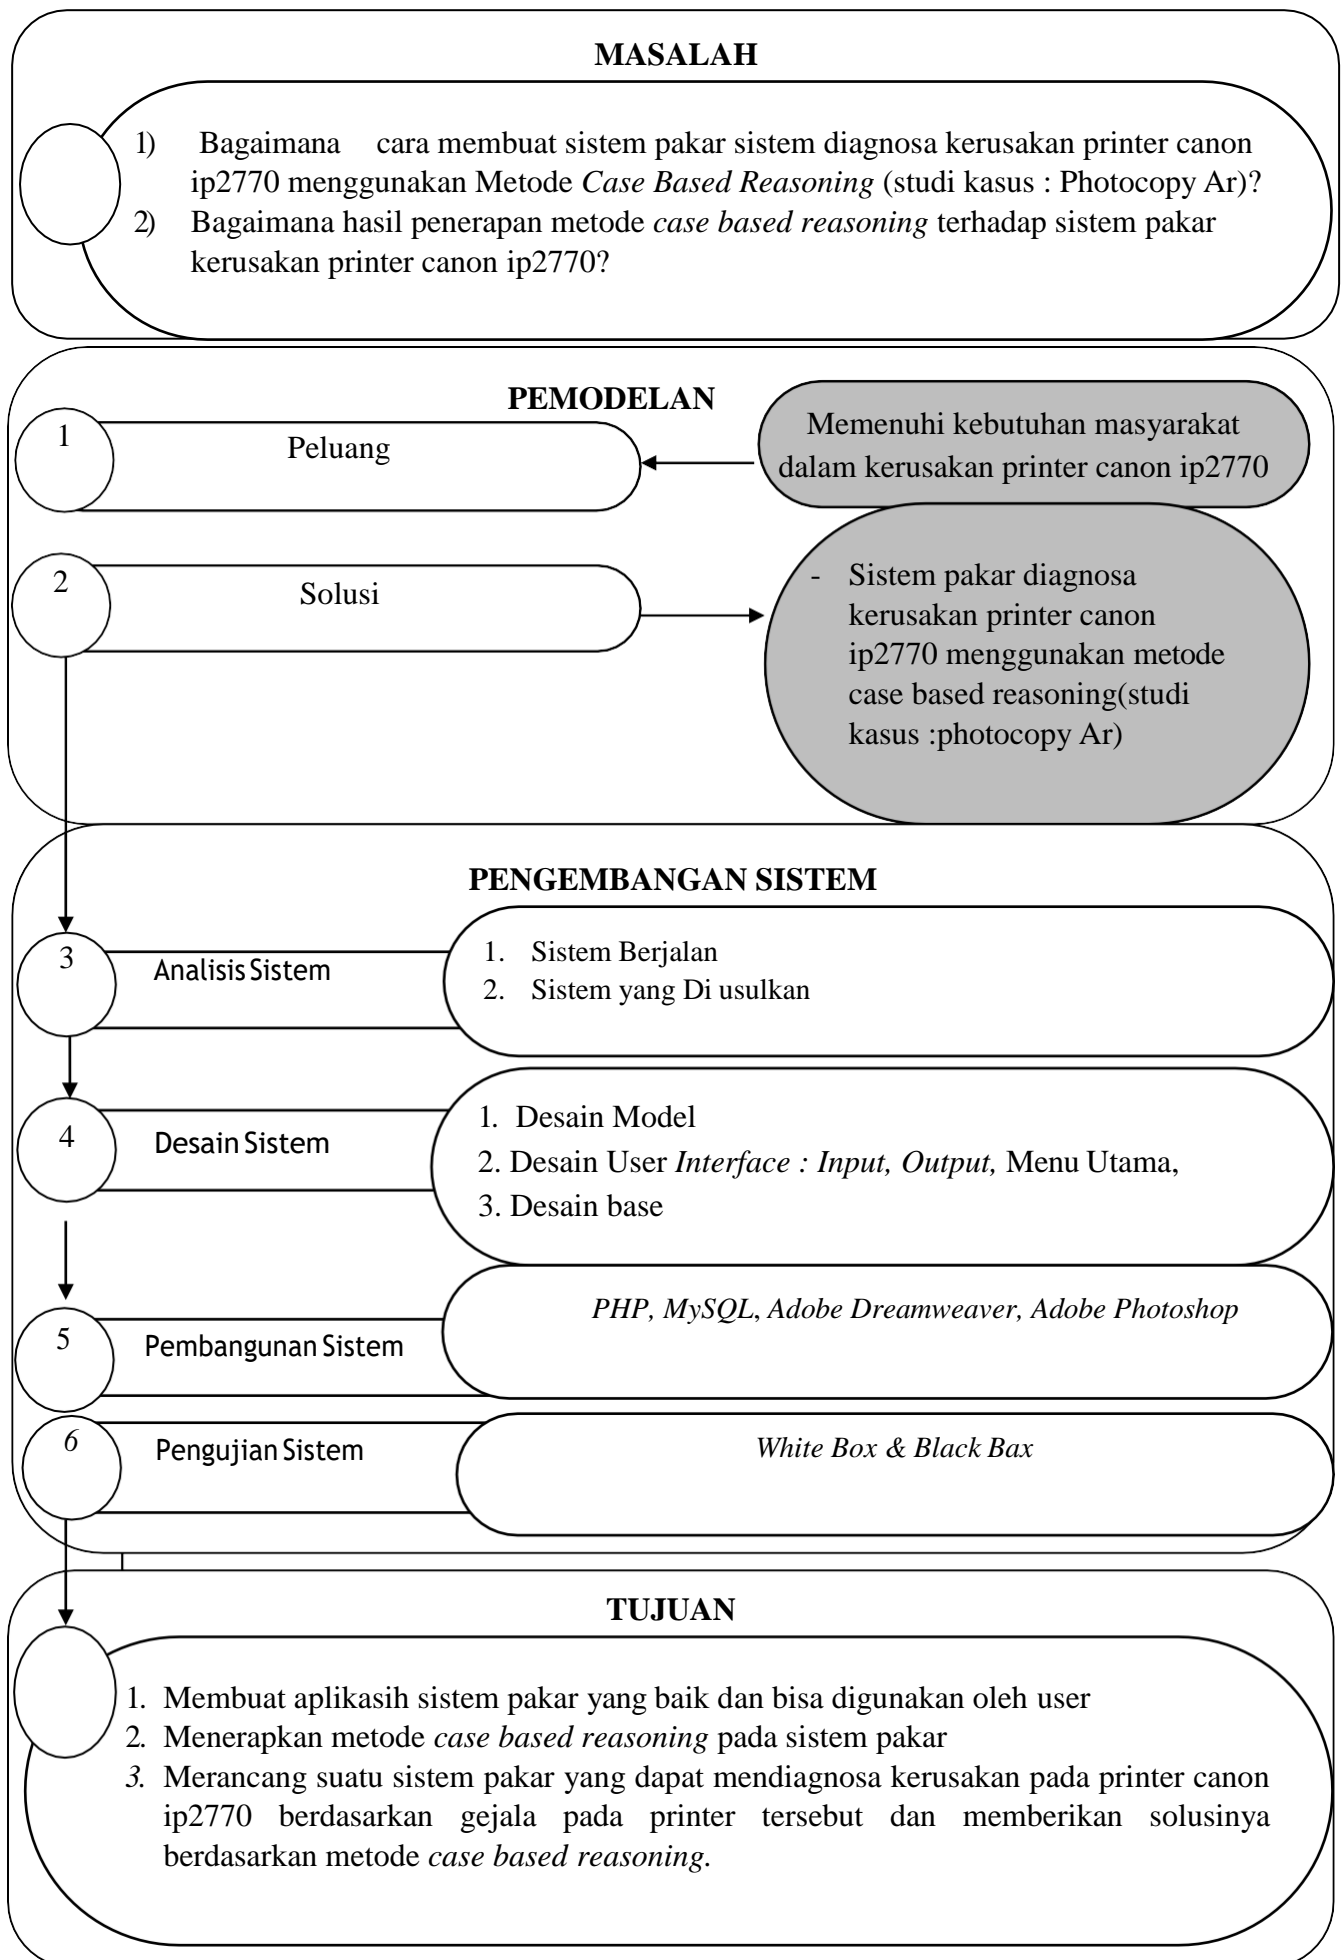 MASALAH
1) Bagaimana cara membuat sistem pakar sistem diagnosa kerusakan printer canon
ip2770 menggunakan Metode Case Based Reasoning (studi kasus : Photocopy Ar)?
2) Bagaimana hasil penerapan metode case based reasoning terhadap sistem pakar
kerusakan printer canon ip2770?
PEMODELAN
1
Peluang
Memenuhi kebutuhan masyarakat
dalam kerusakan printer canon ip2770
2
Solusi
- Sistem pakar diagnosa
kerusakan printer canon
ip2770 menggunakan metode
case based reasoning(studi
kasus :photocopy Ar)
PENGEMBANGAN SISTEM
3
Analisis Sistem
1. Sistem Berjalan
2. Sistem yang Di usulkan
4
Desain Sistem
1. Desain Model
2. Desain User Interface : Input, Output, Menu Utama,
3. Desain base
5
Pembangunan Sistem
PHP, MySQL, Adobe Dreamweaver, Adobe Photoshop
6
Pengujian Sistem
White Box & Black Bax
TUJUAN
1. Membuat aplikasih sistem pakar yang baik dan bisa digunakan oleh user
2. Menerapkan metode case based reasoning pada sistem pakar
3. Merancang suatu sistem pakar yang dapat mendiagnosa kerusakan pada printer canon
ip2770 berdasarkan gejala pada printer tersebut dan memberikan solusinya
berdasarkan metode case based reasoning.